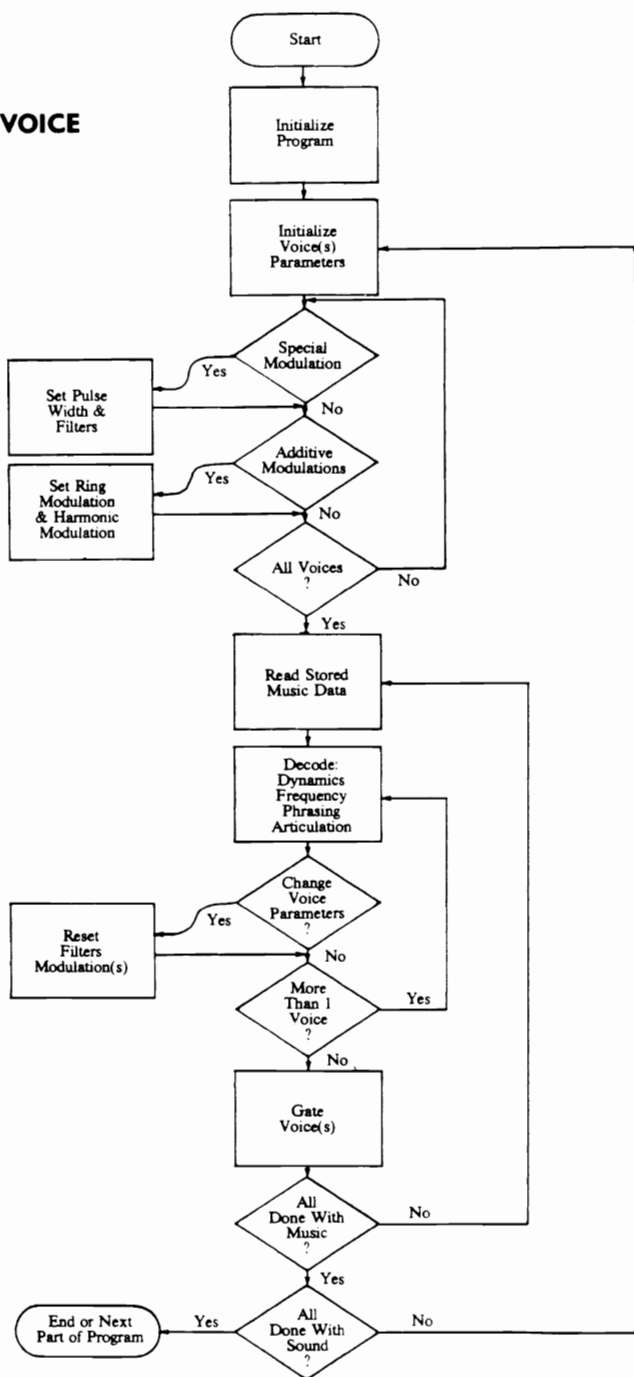 Start
VOICE
Initialize
Program
Initialize
Voice(s)
Parameters
Special
Modulation
Yes
No
Set Pulse
Width &
Filters
Additive
Modulations
Yes
No
Set Ring
Modulation
& Harmonic
Modulation
All Voices
?
No
Yes
Read Stored
Music Data
Decode:
Dynamics
Frequency
Phrasing
Articulation
Change
Voice
Parameters
?
Yes
No
Reset
Filters
Modulation(s)
More
Than 1
Voice
?
Yes
No
Gate
Voice(s)
All
Done With
Music
?
No
Yes
All
Done With
Sound
?
Yes
No
End or Next
Part of Program